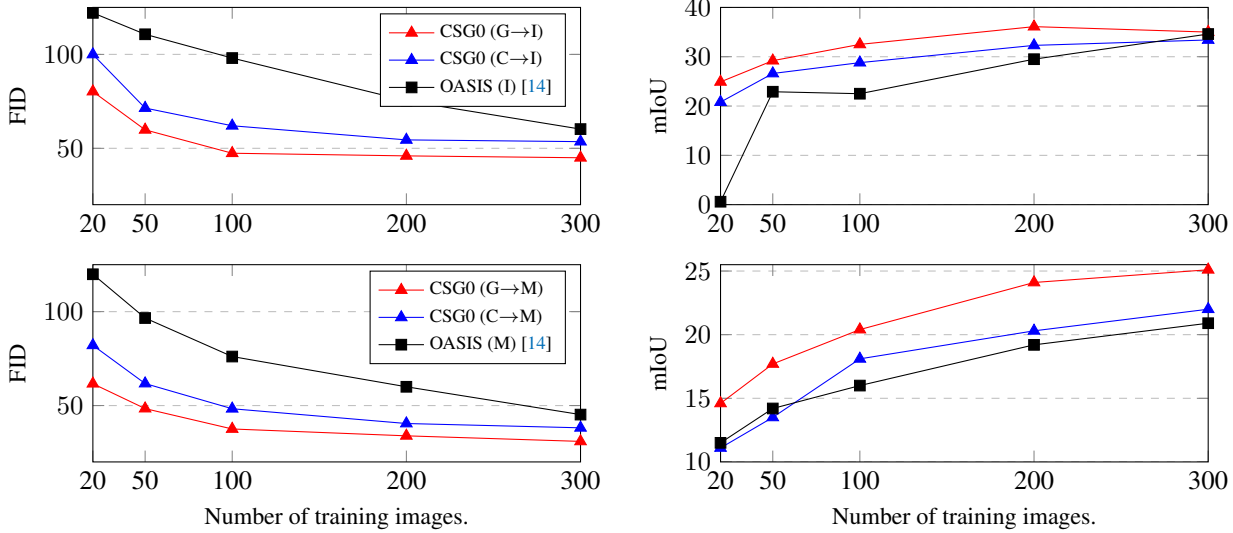 FID
100
50
20 50 100 200 300
CSG0 (G→I)
CSG0 (C→I)
OASIS (I) [14]
mIoU
40
30
20
10
0
20 50 100 200 300
FID
100
50
20 50 100 200 300
Number of training images.
CSG0 (G→M)
CSG0 (C→M)
OASIS (M) [14]
mIoU
25
20
15
10
20 50 100 200 300
Number of training images.